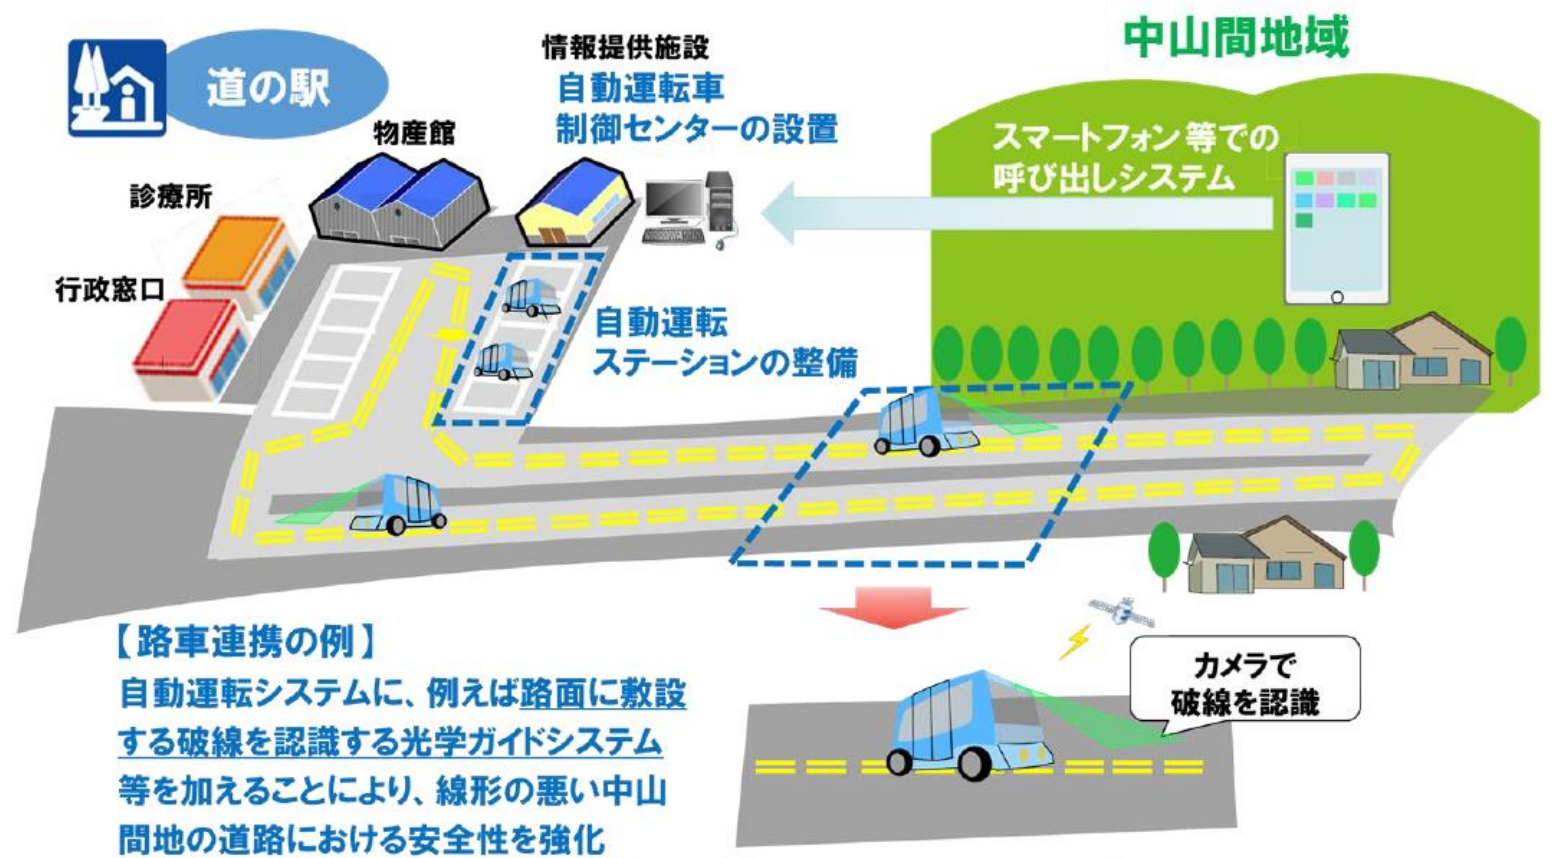 道の駅
情報提供施設
自動運転車
制御センターの設置
中山間地域
物産館
スマートフォン等での
呼び出しシステム
診療所
行政窓口
自動運転
ステーションの整備
【路車連携の例】
自動運転システムに、例えば路面に敷設
する破線を認識する光学ガイドシステム
等を加えることにより、線形の悪い中山
間地の道路における安全性を強化
カメラで
破線を認識